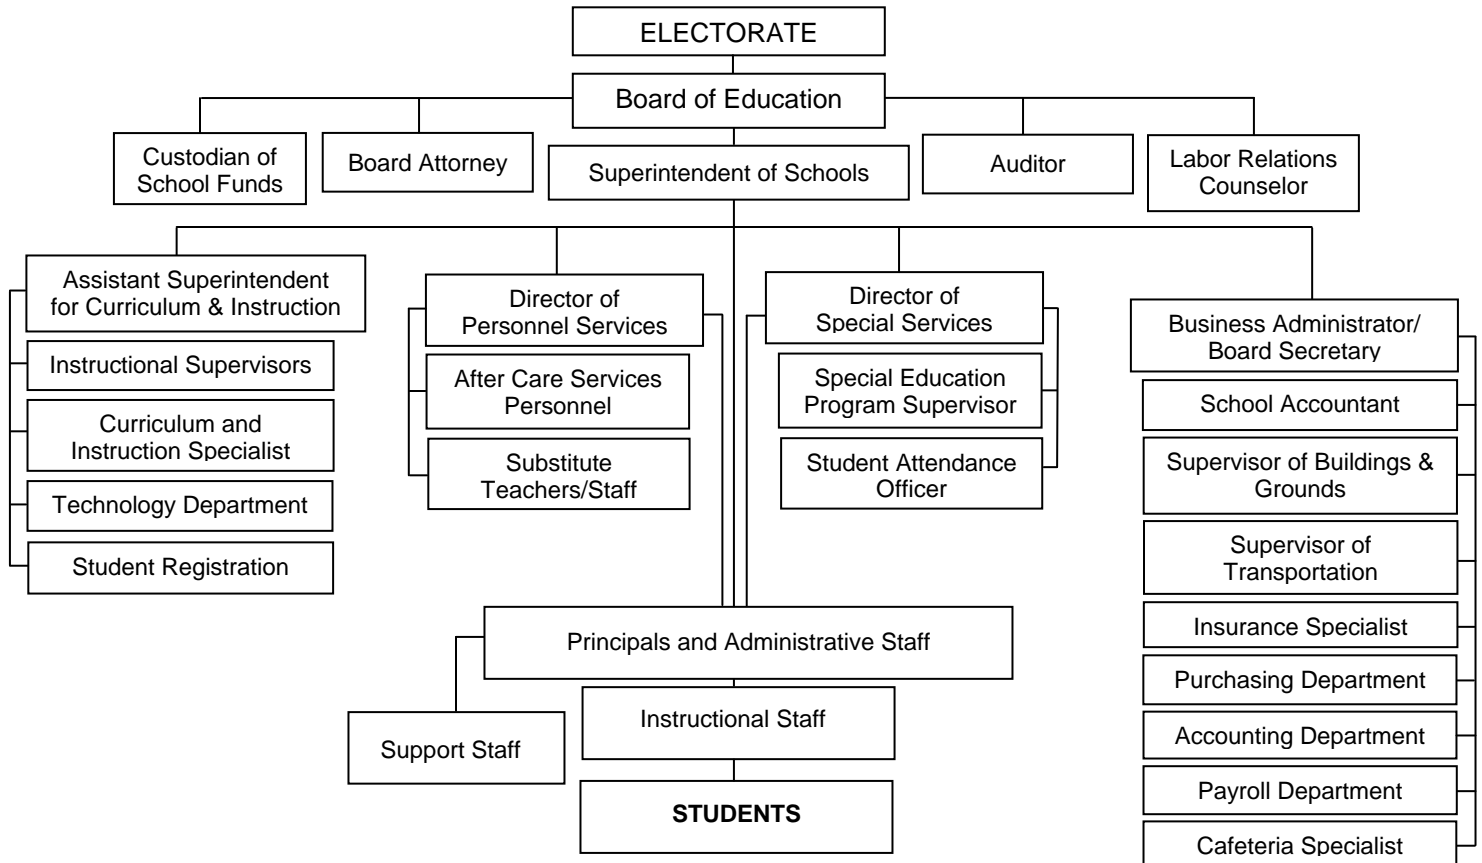 ELECTORATE
Board of Education
Custodian of
School Funds
Board Attorney
Superintendent of Schools
Auditor
Labor Relations
Counselor
Assistant Superintendent
for Curriculum & Instruction
Instructional Supervisors
Curriculum and
Instruction Specialist
Technology Department
Student Registration
Director of
Personnel Services
After Care Services
Personnel
Substitute
Teachers/Staff
Director of
Special Services
Special Education
Program Supervisor
Student Attendance
Officer
Business Administrator/
Board Secretary
School Accountant
Supervisor of Buildings &
Grounds
Supervisor of
Transportation
Insurance Specialist
Purchasing Department
Accounting Department
Payroll Department
Cafeteria Specialist
Principals and Administrative Staff
Support Staff
Instructional Staff
STUDENTS